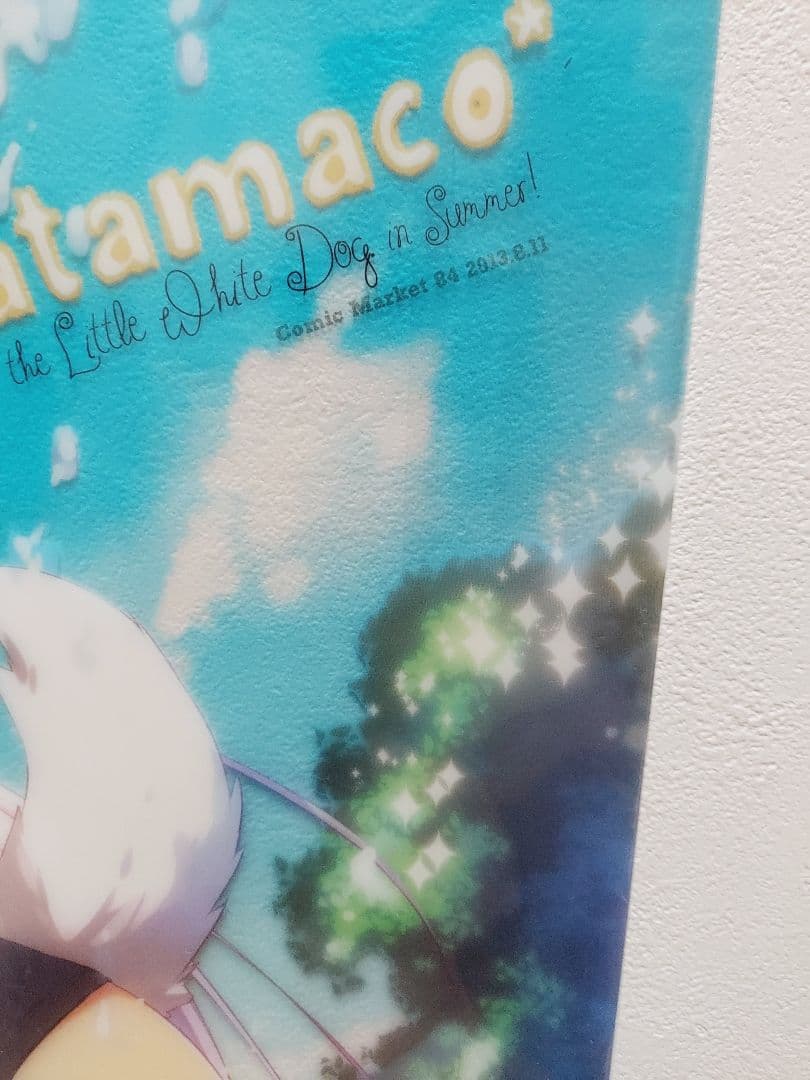 atamaco*
the Little White Dog in Summer!
Comic Market 84 2013.8.11